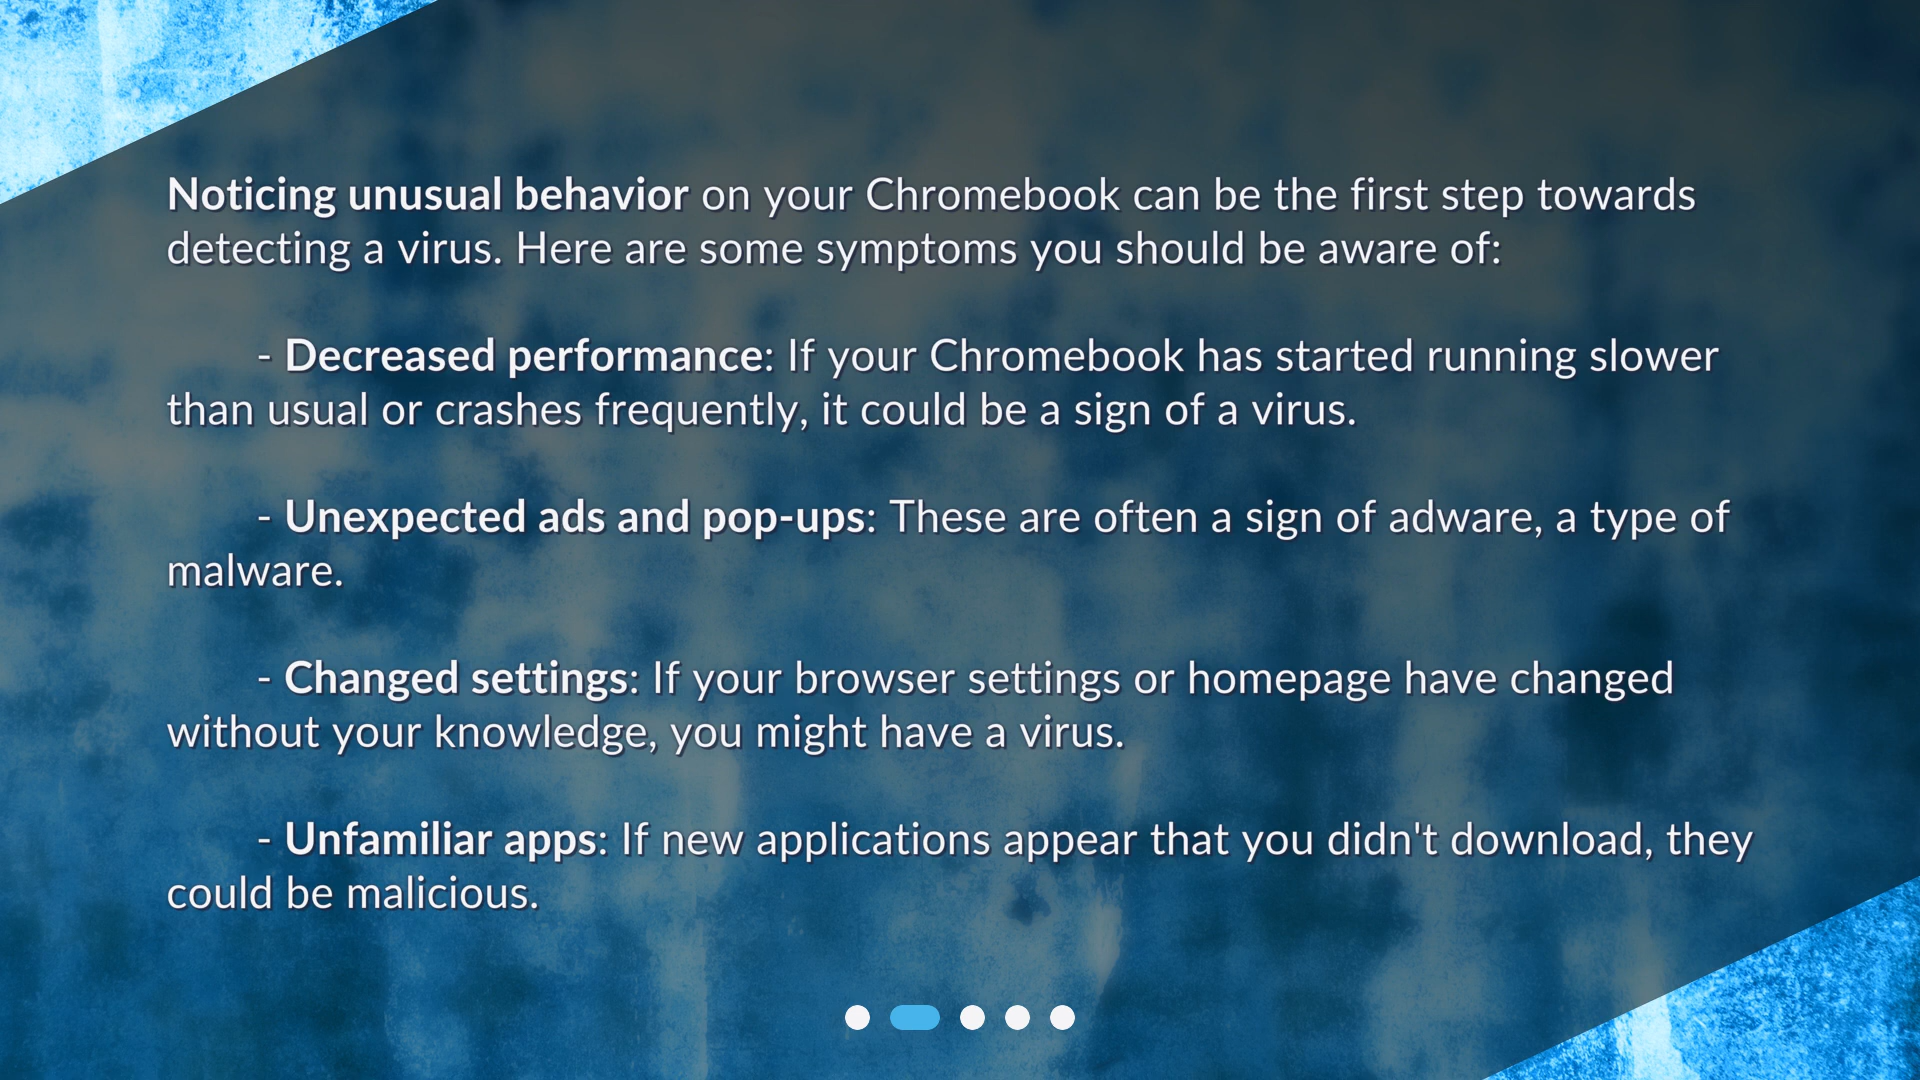 Noticing unusual behavior on your Chromebook can be the first step towards
detecting a virus. Here are some symptoms you should be aware of:
- Decreased performance: If your Chromebook has started running slower
than usual or crashes frequently, it could be a sign of a virus.
- Unexpected ads and pop-ups: These are often a sign of adware, a type of
malware.
- Changed settings: If your browser settings or homepage have changed
without your knowledge, you might have a virus.
- Unfamiliar apps: If new applications appear that you didn't download, they
could be malicious.